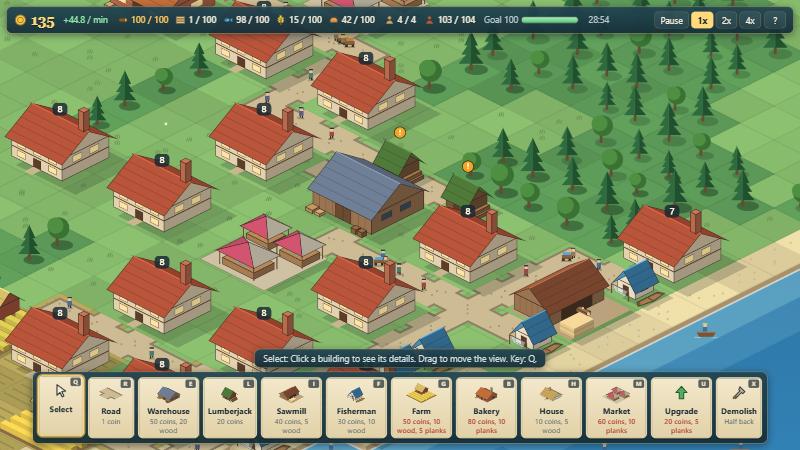 135 +44.8 / min 100 / 100 1 / 100 98 / 100 15 / 100 42 / 100 4 / 4 103 / 104 Goal 100 28:54 Pause 1x 2x 4x ?
8
8
8
!
8
!
8
7
8
8
8
8
8
8
Select: Click a building to see its details. Drag to move the view. Key: Q.
Q
Select
R
Road
1 coin
E
Warehouse
50 coins, 20
wood
L
Lumberjack
20 coins
I
Sawmill
40 coins, 5
wood
F
Fisherman
30 coins, 10
wood
G
Farm
50 coins, 10
wood, 5 planks
B
Bakery
80 coins, 10
planks
H
House
10 coins, 5
wood
M
Market
60 coins, 10
planks
U
Upgrade
20 coins, 5
planks
X
Demolish
Half back